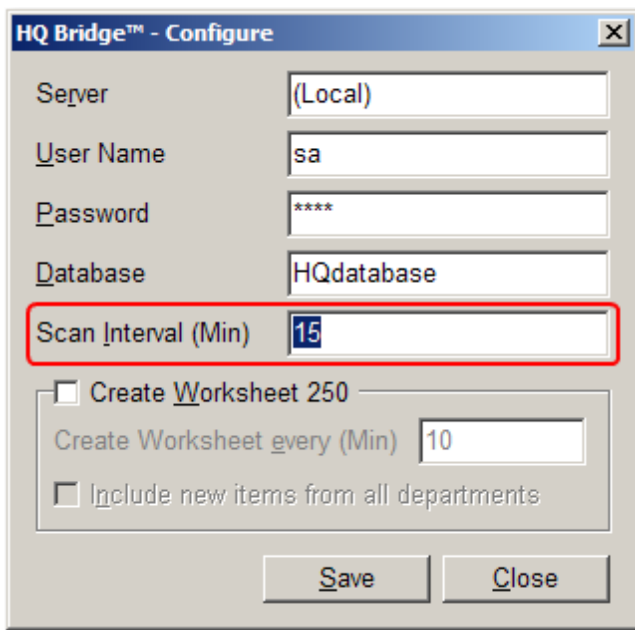 HQ Bridge™ - Configure
Server (Local)
User Name sa
Password ****
Database HQdatabase
Scan Interval (Min) 15
Create Worksheet 250
Create Worksheet every (Min) 10
Include new items from all departments
Save Close